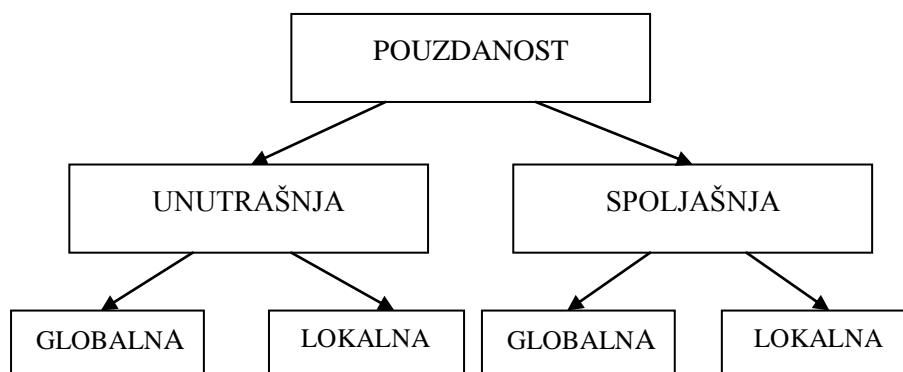 POUZDANOST
UNUTRAŠNJA
SPOLJAŠNJA
GLOBALNA
LOKALNA
GLOBALNA
LOKALNA